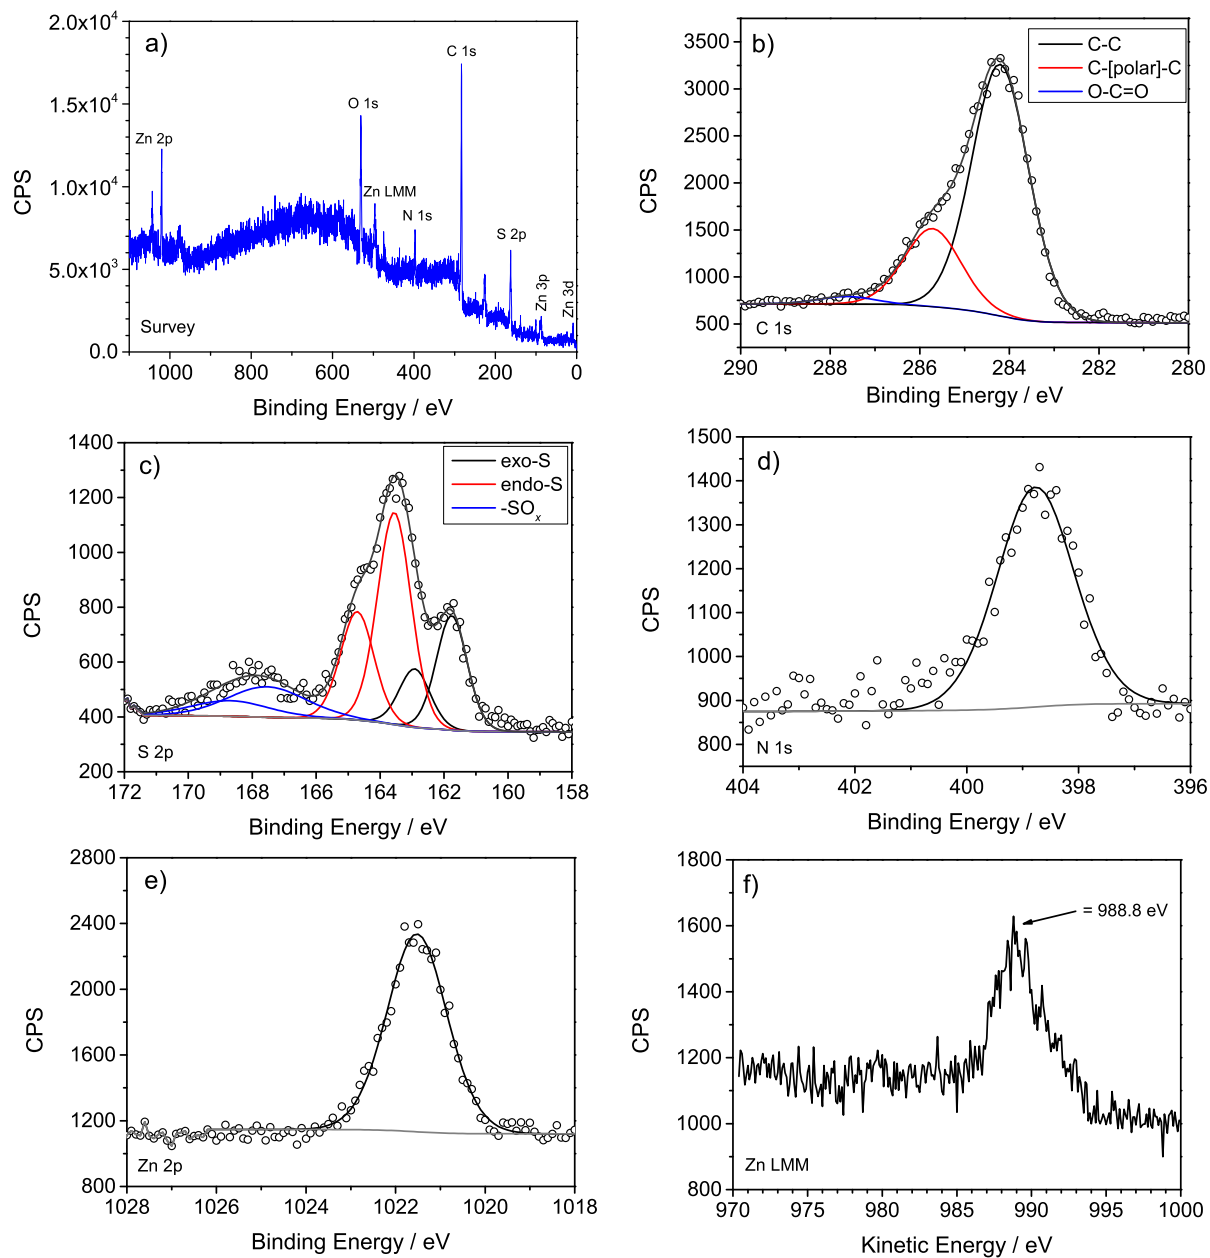 a)
2.0x10⁴
1.5x10⁴
1.0x10⁴
5.0x10³
0.0
CPS
Zn 2p
O 1s
Zn LMM
N 1s
C 1s
S 2p
Zn 3p
Zn 3d
Survey
1000
800
600
400
200
0
Binding Energy / eV
b)
3500
3000
2500
2000
1500
1000
500
CPS
C-C
C-[polar]-C
O-C=O
C 1s
290
288
286
284
282
280
Binding Energy / eV
c)
1400
1200
1000
800
600
400
200
CPS
exo-S
endo-S
-SOₓ
S 2p
172
170
168
166
164
162
160
158
Binding Energy / eV
d)
1500
1400
1300
1200
1100
1000
900
800
CPS
N 1s
404
402
400
398
396
Binding Energy / eV
e)
2800
2400
2000
1600
1200
800
CPS
Zn 2p
1028
1026
1024
1022
1020
1018
Binding Energy / eV
f)
1800
1600
1400
1200
1000
800
CPS
= 988.8 eV
Zn LMM
970
975
980
985
990
995
1000
Kinetic Energy / eV